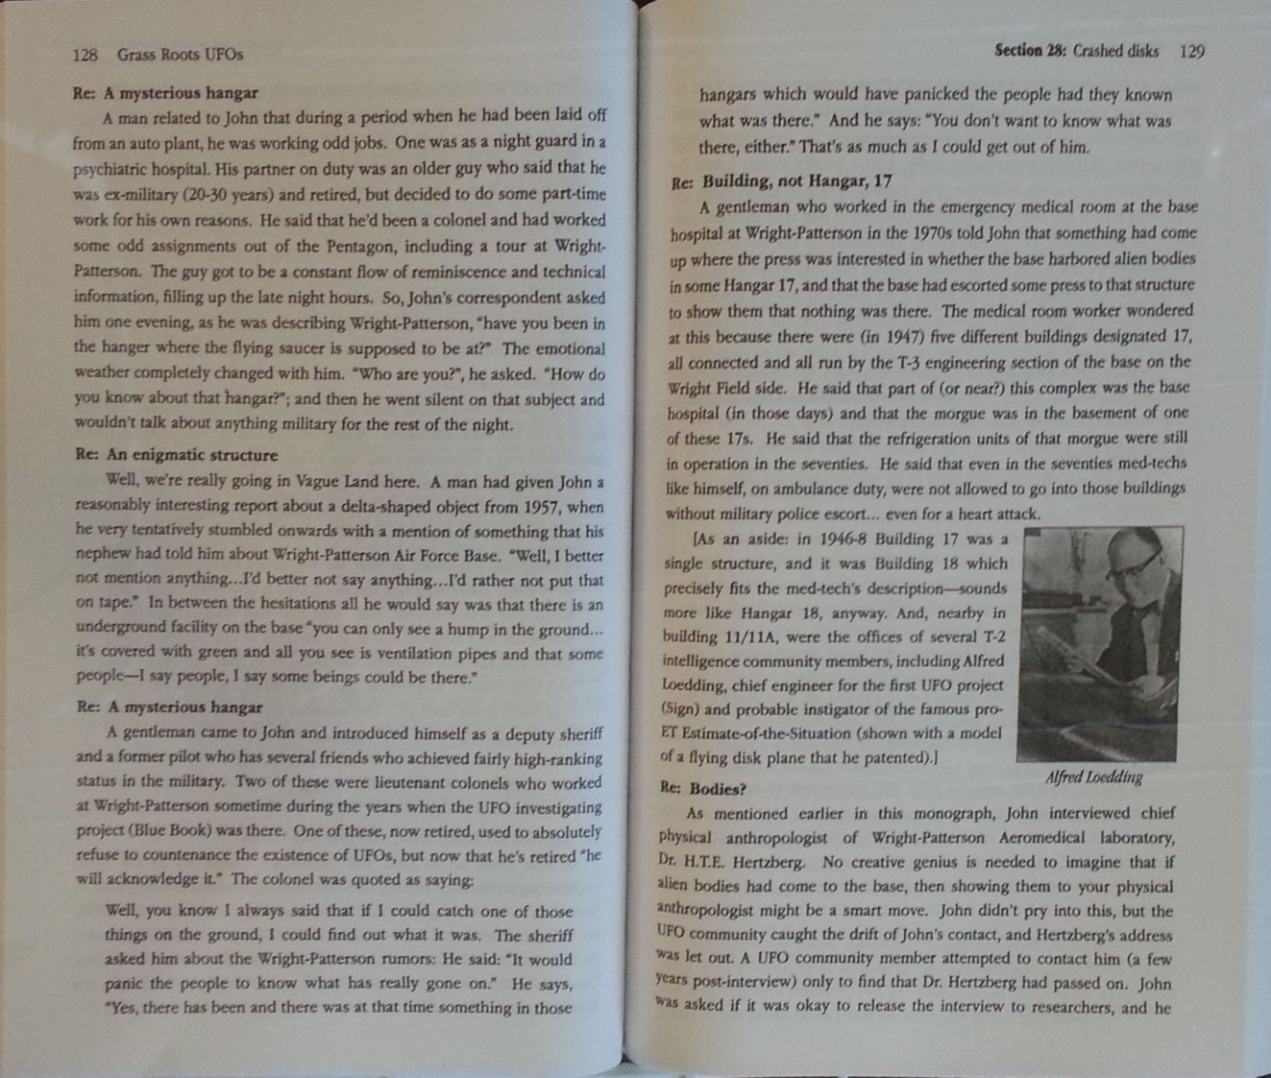 128 Grass Roots UFOs
Re: A mysterious hangar
A man related to John that during a period when he had been laid off
from an auto plant, he was working odd jobs. One was as a night guard in a
psychiatric hospital. His partner on duty was an older guy who said that he
was ex-military (20-30 years) and retired, but decided to do some part-time
work for his own reasons. He said that he'd been a colonel and had worked
some odd assignments out of the Pentagon, including a tour at Wright-
Patterson. The guy got to be a constant flow of reminiscence and technical
information, filling up the late night hours. So, John's correspondent asked
him one evening, as he was describing Wright-Patterson, "have you been in
the hanger where the flying saucer is supposed to be at?" The emotional
weather completely changed with him. "Who are you?", he asked. "How do
you know about that hangar?"; and then he went silent on that subject and
wouldn't talk about anything military for the rest of the night.
Re: An enigmatic structure
Well, we're really going in Vague Land here. A man had given John a
reasonably interesting report about a delta-shaped object from 1957, when
he very tentatively stumbled onwards with a mention of something that his
nephew had told him about Wright-Patterson Air Force Base. "Well, I better
not mention anything...I'd better not say anything...I'd rather not put that
on tape." In between the hesitations all he would say was that there is an
underground facility on the base "you can only see a hump in the ground...
it's covered with green and all you see is ventilation pipes and that some
people—I say people, I say some beings could be there."
Re: A mysterious hangar
A gentleman came to John and introduced himself as a deputy sheriff
and a former pilot who has several friends who achieved fairly high-ranking
status in the military. Two of these were lieutenant colonels who worked
at Wright-Patterson sometime during the years when the UFO investigating
project (Blue Book) was there. One of these, now retired, used to absolutely
refuse to countenance the existence of UFOs, but now that he's retired "he
will acknowledge it." The colonel was quoted as saying:
Well, you know I always said that if I could catch one of those
things on the ground, I could find out what it was. The sheriff
asked him about the Wright-Patterson rumors: He said: "It would
panic the people to know what has really gone on." He says,
"Yes, there has been and there was at that time something in those
Section 28: Crashed disks 129
hangars which would have panicked the people had they known
what was there." And he says: "You don't want to know what was
there, either." That's as much as I could get out of him.
Re: Building, not Hangar, 17
A gentleman who worked in the emergency medical room at the base
hospital at Wright-Patterson in the 1970s told John that something had come
up where the press was interested in whether the base harbored alien bodies
in some Hangar 17, and that the base had escorted some press to that structure
to show them that nothing was there. The medical room worker wondered
at this because there were (in 1947) five different buildings designated 17,
all connected and all run by the T-3 engineering section of the base on the
Wright Field side. He said that part of (or near?) this complex was the base
hospital (in those days) and that the morgue was in the basement of one
of these 17s. He said that the refrigeration units of that morgue were still
in operation in the seventies. He said that even in the seventies med-techs
like himself, on ambulance duty, were not allowed to go into those buildings
without military police escort... even for a heart attack.
[As an aside: in 1946-8 Building 17 was a
single structure, and it was Building 18 which
precisely fits the med-tech's description—sounds
more like Hangar 18, anyway. And, nearby in
building 11/11A, were the offices of several T-2
intelligence community members, including Alfred
Loedding, chief engineer for the first UFO project
(Sign) and probable instigator of the famous pro-
ET Estimate-of-the-Situation (shown with a model
of a flying disk plane that he patented).]
Alfred Loedding
Re: Bodies?
As mentioned earlier in this monograph, John interviewed chief
physical anthropologist of Wright-Patterson Aeromedical laboratory,
Dr. H.T.E. Hertzberg. No creative genius is needed to imagine that if
alien bodies had come to the base, then showing them to your physical
anthropologist might be a smart move. John didn't pry into this, but the
UFO community caught the drift of John's contact, and Hertzberg's address
was let out. A UFO community member attempted to contact him (a few
years post-interview) only to find that Dr. Hertzberg had passed on. John
was asked if it was okay to release the interview to researchers, and he